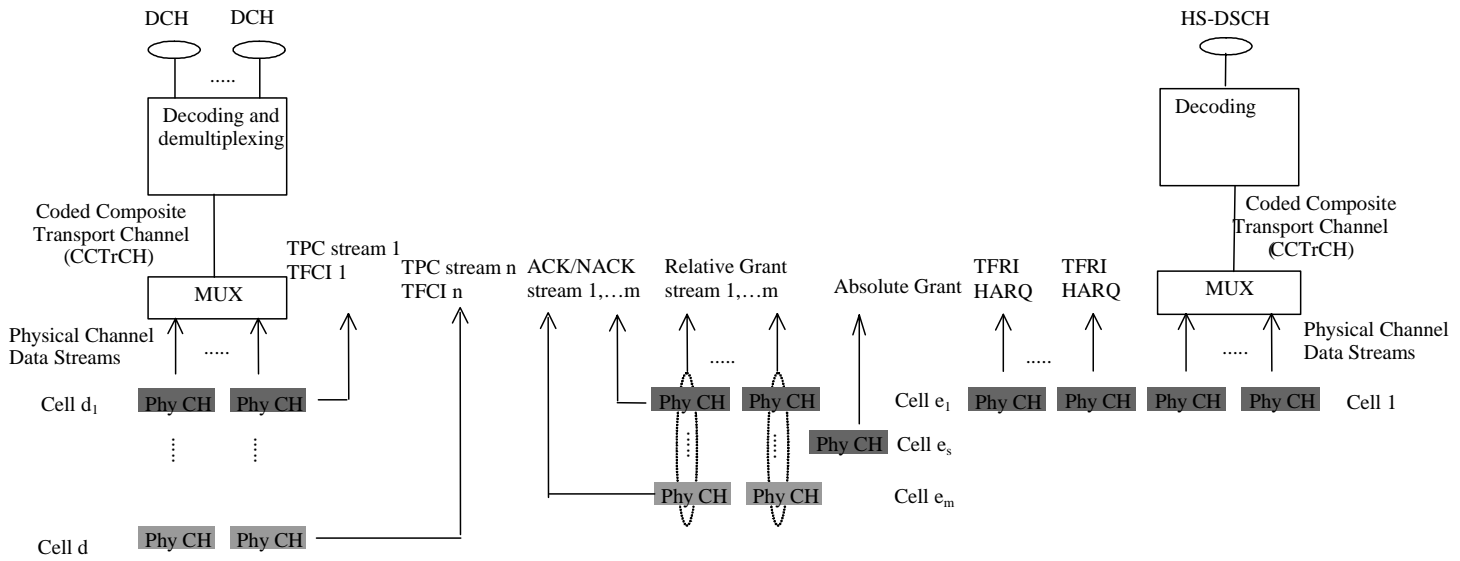 DCH DCH
HS-DSCH
.....
Decoding and
demultiplexing
Decoding
Coded Composite
Transport Channel
(CCTrCH)
Coded Composite
Transport Channel
(CCTrCH)
TPC stream 1
TFCI 1
TPC stream n
TFCI n
ACK/NACK
stream 1,…m
Relative Grant
stream 1,…m
Absolute Grant
TFRI
HARQ
TFRI
HARQ
MUX
MUX
Physical Channel
Data Streams
.....
.....
.....
.....
Physical Channel
Data Streams
Cell d1 Phy CH Phy CH
Phy CH Phy CH Cell e1
Phy CH Phy CH Phy CH Phy CH Cell 1
..... .....
..... .....
Phy CH Cell es
Phy CH Phy CH Cell em
Cell d Phy CH Phy CH